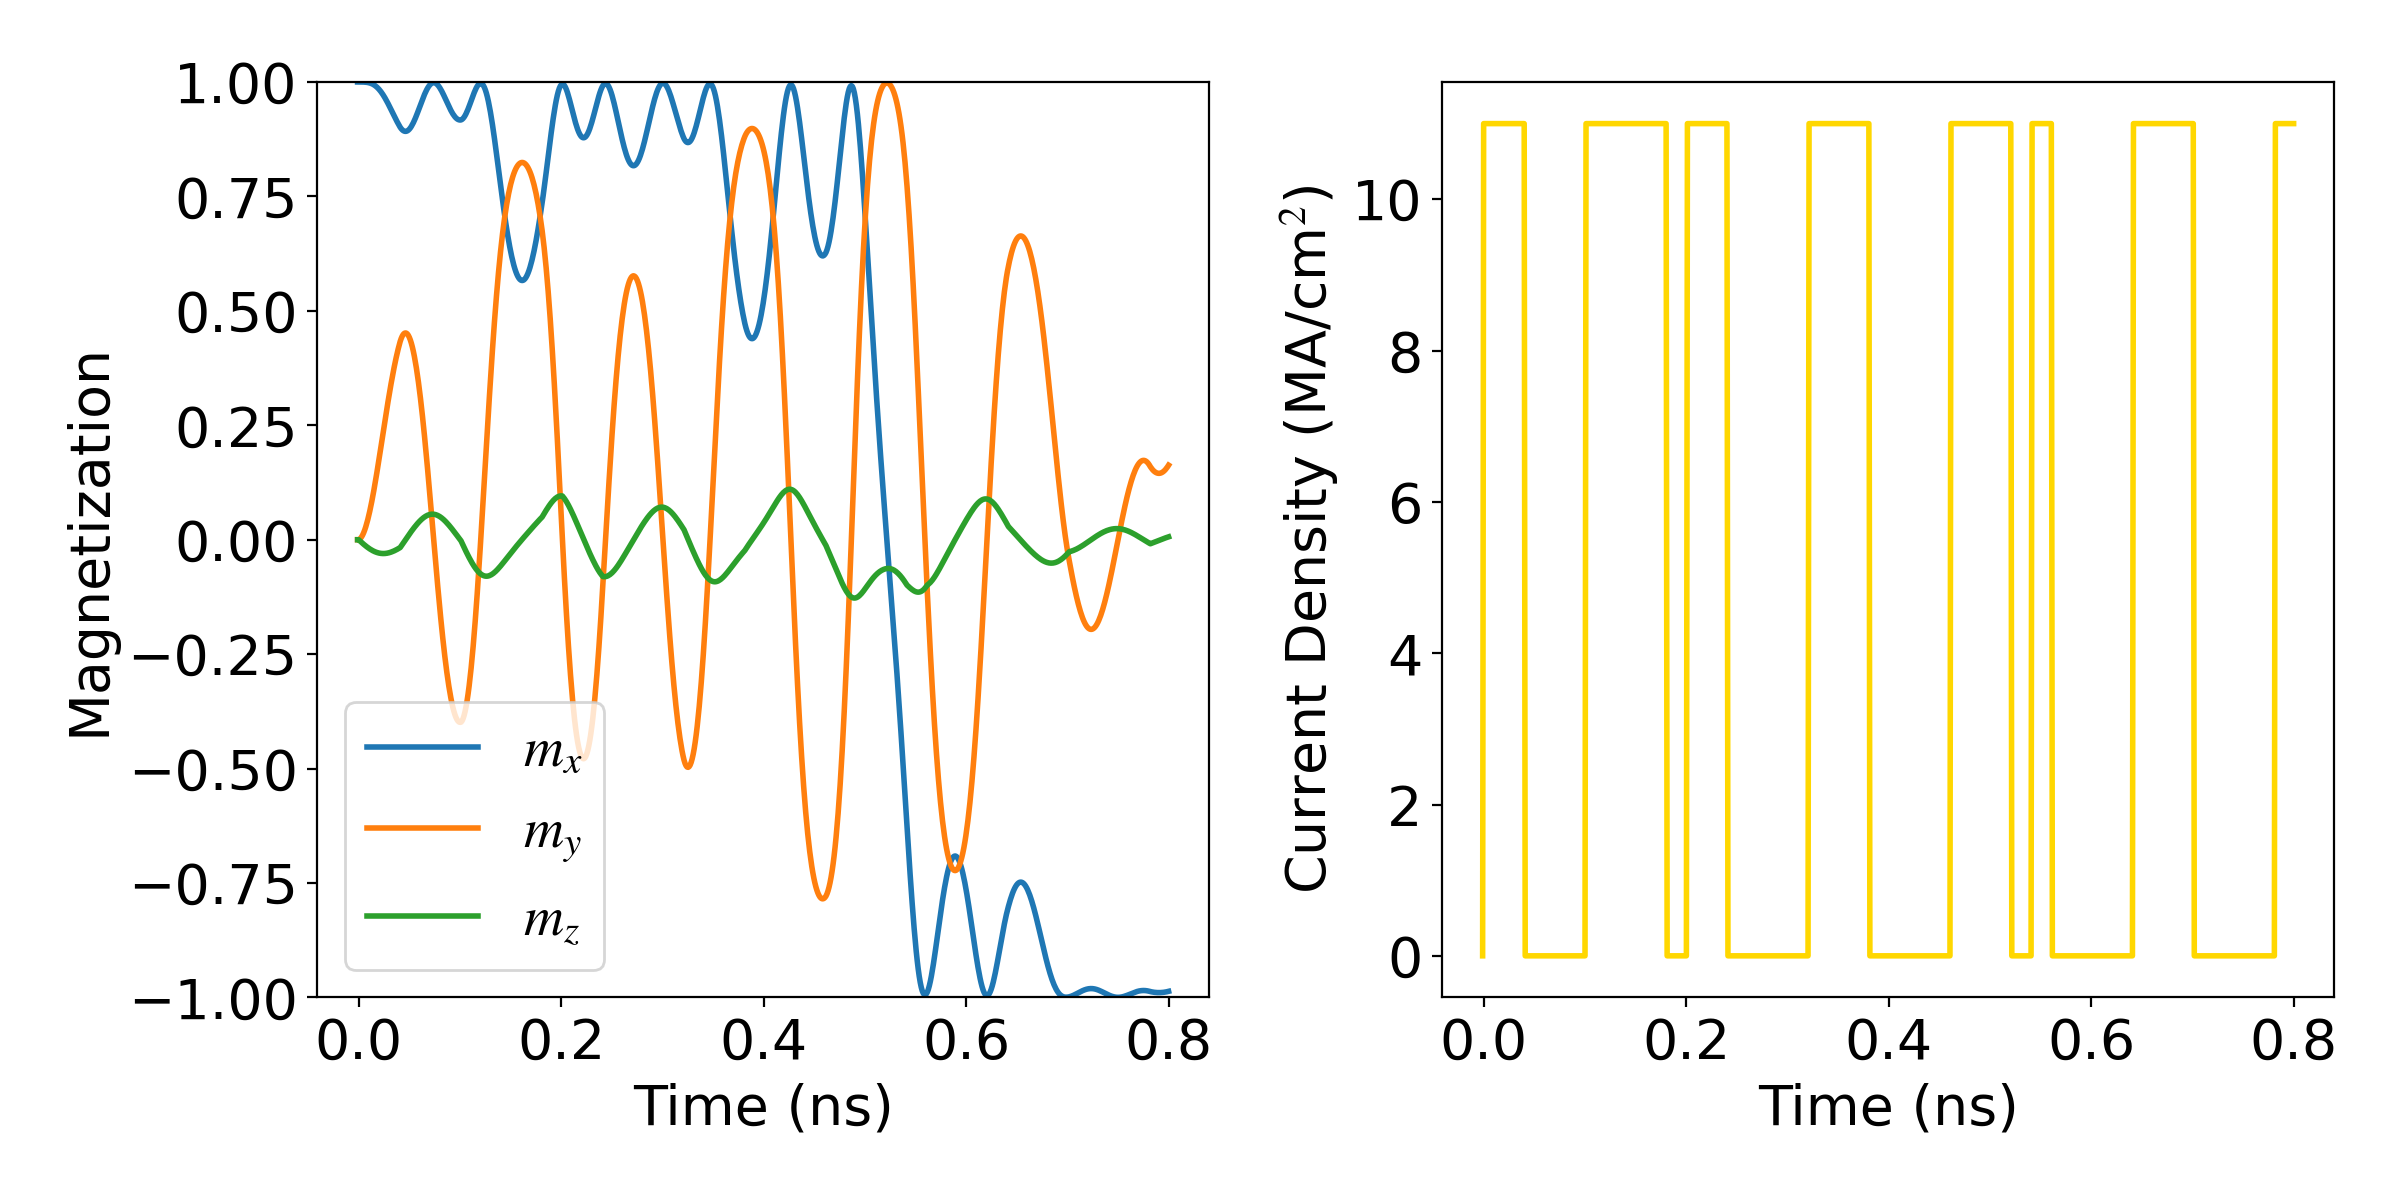 Magnetization
1.00
0.75
0.50
0.25
0.00
−0.25
−0.50
−0.75
−1.00
m_x
m_y
m_z
0.0 0.2 0.4 0.6 0.8
Time (ns)
Current Density (MA/cm²)
10
8
6
4
2
0
0.0 0.2 0.4 0.6 0.8
Time (ns)